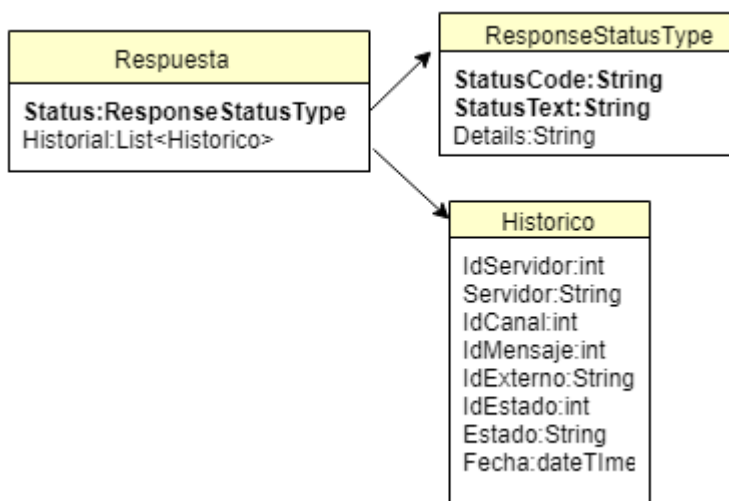 Respuesta
Status:ResponseStatusType
Historial:List<Historico>
ResponseStatusType
StatusCode:String
StatusText:String
Details:String
Historico
IdServidor:int
Servidor:String
IdCanal:int
IdMensaje:int
IdExterno:String
IdEstado:int
Estado:String
Fecha:dateTIme